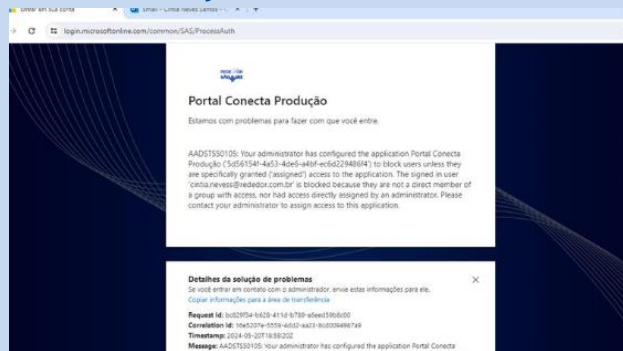 Entrar em sua conta
Email - Cintia Neves Santos -
login.microsoftonline.com/common/SAS/ProcessAuth
Portal Conecta Produção
Estamos com problemas para fazer com que você entre.
AADSTS50105: Your administrator has configured the application Portal Conecta
Produção ('5d56154f-4a53-4de6-a4bf-ec6d229486f4') to block users unless they
are specifically granted ('assigned') access to the application. The signed in user
'cintia.nevess@rededor.com.br' is blocked because they are not a direct member of
a group with access, nor had access directly assigned by an administrator. Please
contact your administrator to assign access to this application.
Detalhes da solução de problemas
Se você entrar em contato com o administrador, envie estas informações para ele.
Copiar informações para a área de transferência
Request Id:
Correlation Id:
Timestamp: 2024-05-20T18:58:20Z
Message: AADSTS50105: Your administrator has configured the application Portal Conecta